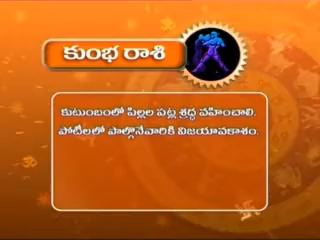 కుంభ రాశి
కుటుంబంలో పిల్లల పట్ల శ్రద్ధ వహించాలి.
పోటీలలో పాల్గొనేవారికి విజయావకాశం.